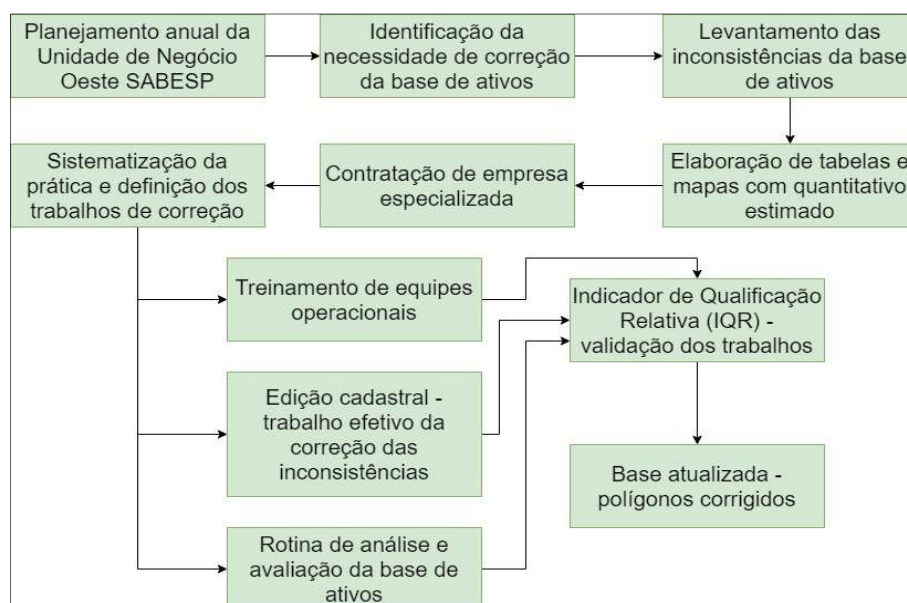 Planejamento anual da
Unidade de Negócio
Oeste SABESP
Identificação da
necessidade de correção
da base de ativos
Levantamento das
inconsistências da base
de ativos
Sistematização da
prática e definição dos
trabalhos de correção
Contratação de empresa
especializada
Elaboração de tabelas e
mapas com quantitativo
estimado
Treinamento de equipes
operacionais
Indicador de Qualificação
Relativa (IQR) -
validação dos trabalhos
Edição cadastral -
trabalho efetivo da
correção das
inconsistências
Base atualizada -
polígonos corrigidos
Rotina de análise e
avaliação da base de
ativos